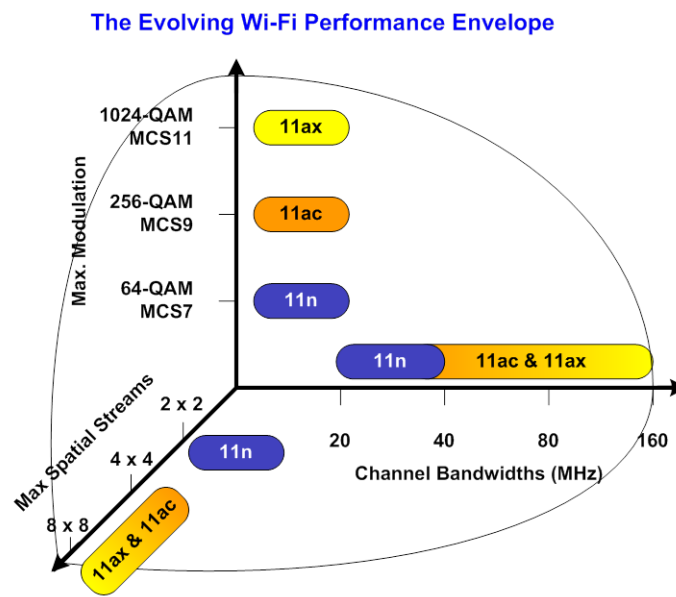 The Evolving Wi-Fi Performance Envelope
1024-QAM
MCS11
11ax
256-QAM
MCS9
11ac
Max. Modulation
64-QAM
MCS7
11n
11n
11ac & 11ax
20
40
80
160
Channel Bandwidths (MHz)
Max Spatial Streams
2 x 2
11n
4 x 4
8 x 8
11ax & 11ac